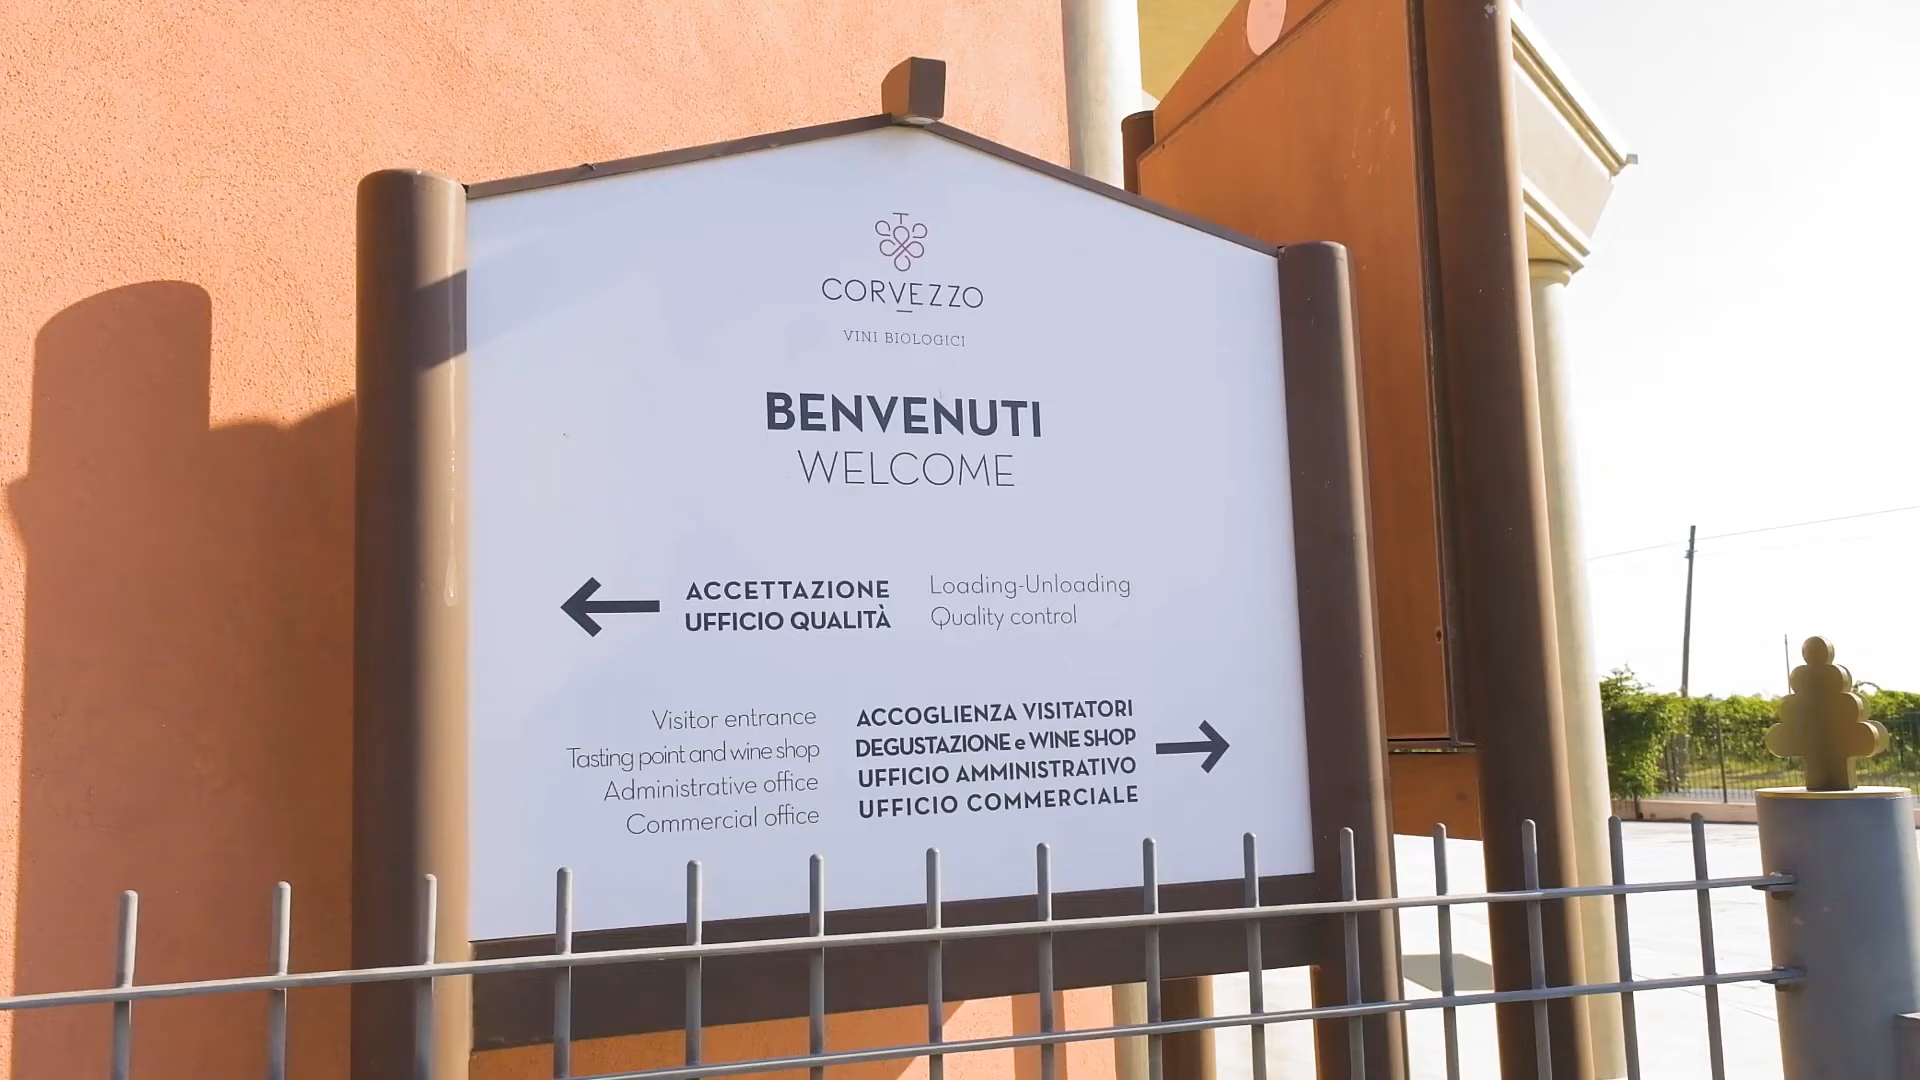 CORVEZZO
VINI BIOLOGICI
BENVENUTI
WELCOME
ACCETTAZIONE
UFFICIO QUALITÀ
Loading-Unloading
Quality control
Visitor entrance
Tasting point and wine shop
Administrative office
Commercial office
ACCOGLIENZA VISITATORI
DEGUSTAZIONE e WINE SHOP
UFFICIO AMMINISTRATIVO
UFFICIO COMMERCIALE